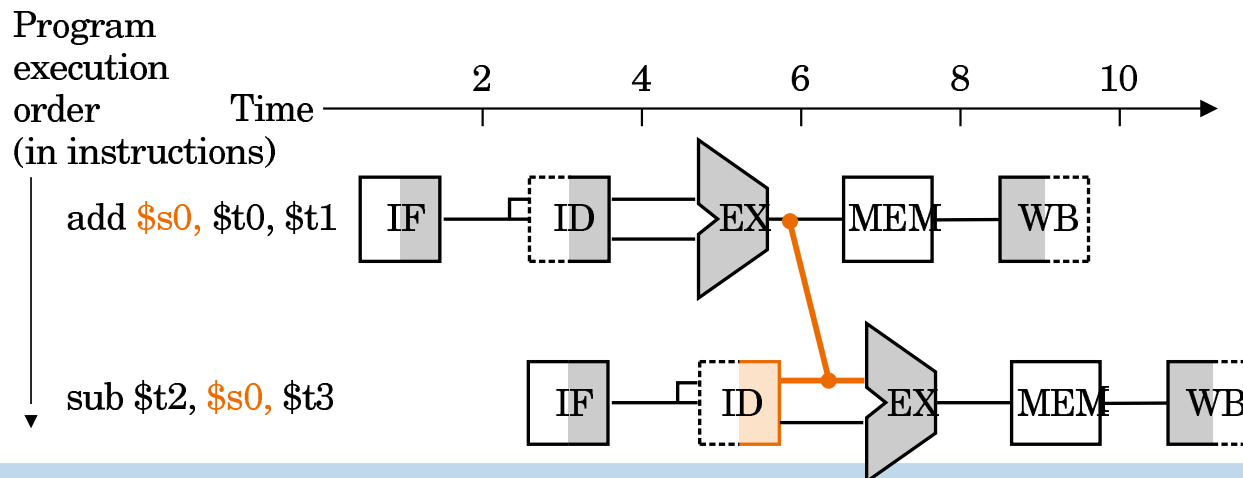 Program
execution
order
(in instructions)
Time
2 4 6 8 10
add $s0, $t0, $t1
IF ID EX MEM WB
sub $t2, $s0, $t3
IF ID EX MEM WB